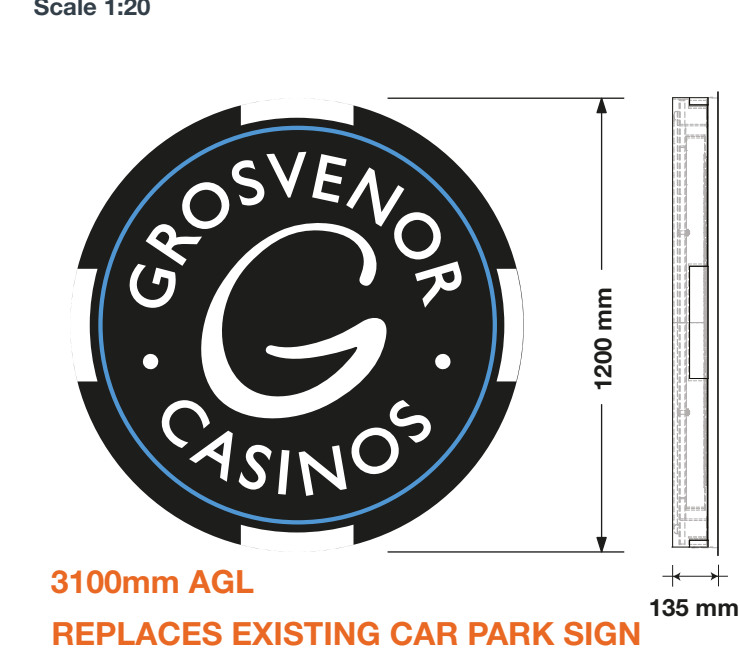 Scale 1:20
GROSVENOR
G
CASINOS
1200 mm
3100mm AGL
135 mm
REPLACES EXISTING CAR PARK SIGN